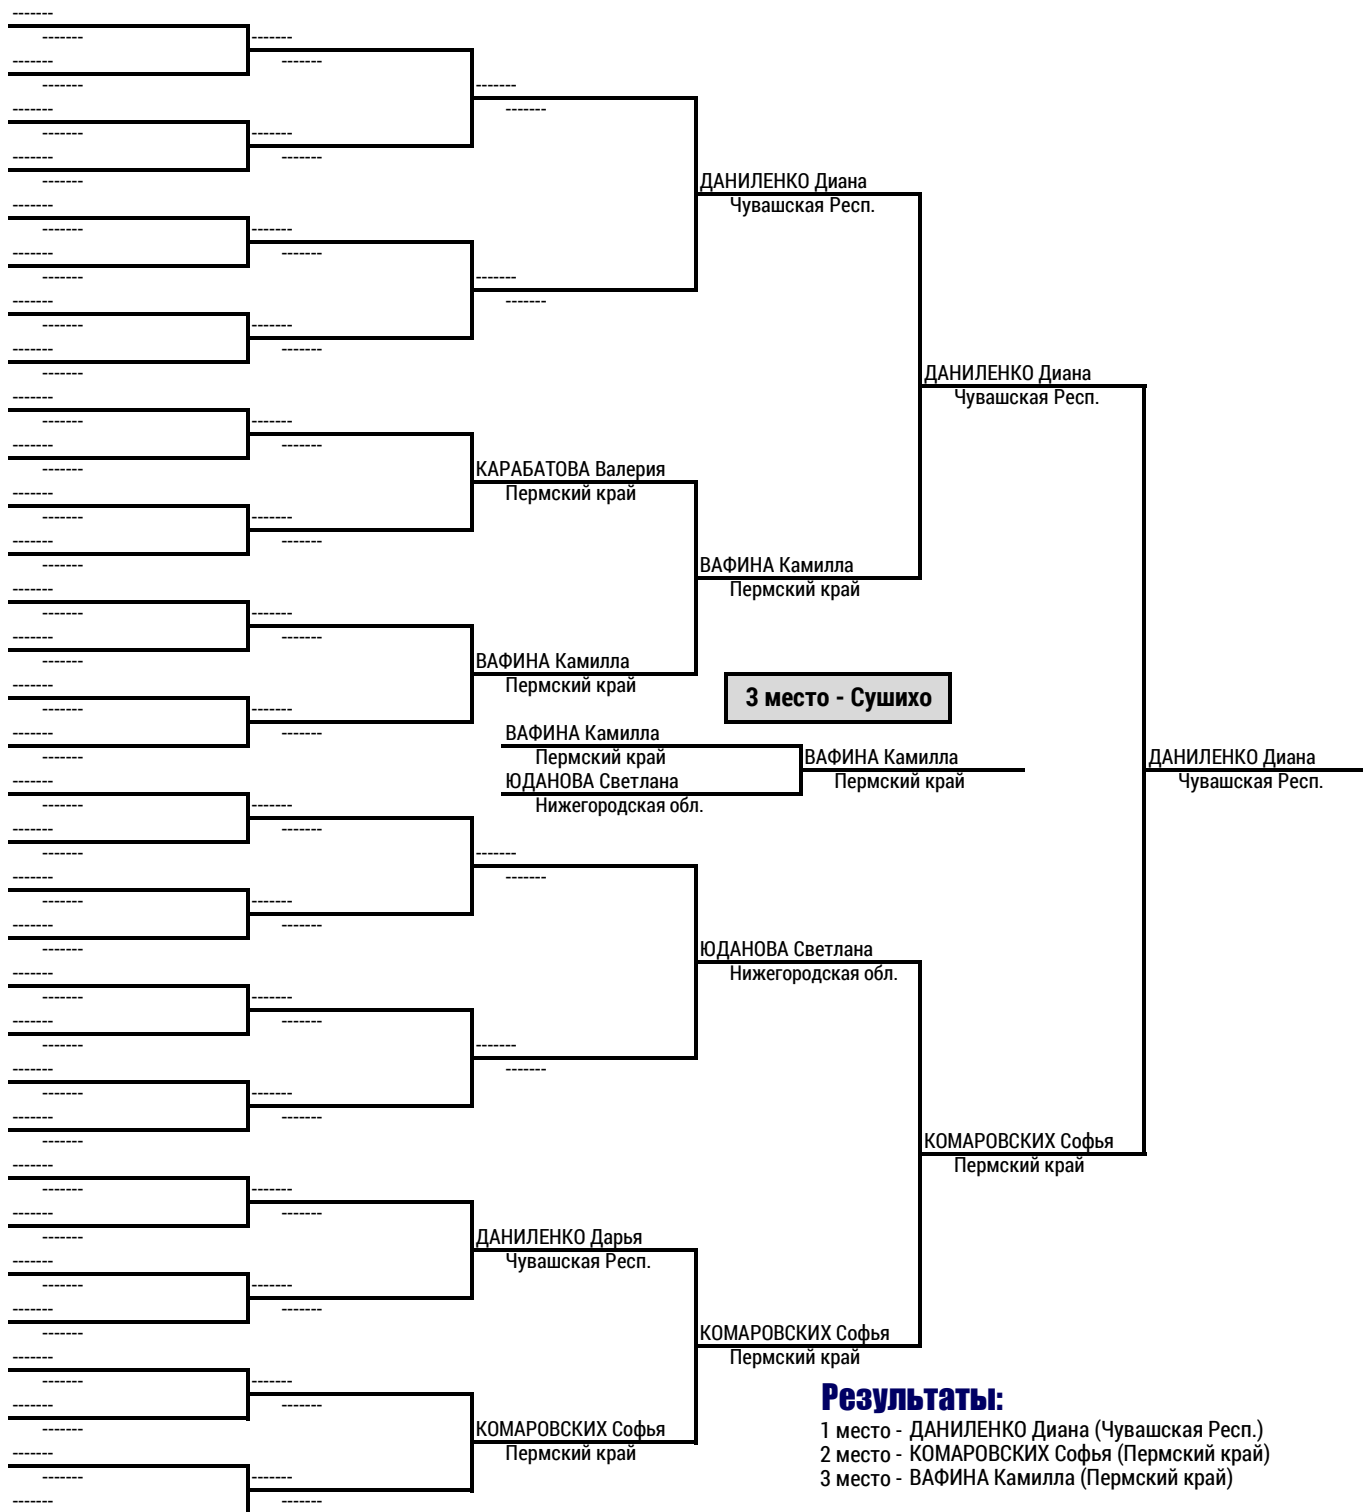 ДАНИЛЕНКО Диана
Чувашская Респ.
ДАНИЛЕНКО Диана
Чувашская Респ.
КАРАБАТОВА Валерия
Пермский край
ВАФИНА Камилла
Пермский край
ВАФИНА Камилла
Пермский край
3 место - Сушихо
ВАФИНА Камилла
Пермский край
ЮДАНОВА Светлана
Нижегородская обл.
ВАФИНА Камилла
Пермский край
ДАНИЛЕНКО Диана
Чувашская Респ.
ЮДАНОВА Светлана
Нижегородская обл.
КОМАРОВСКИХ Софья
Пермский край
ДАНИЛЕНКО Дарья
Чувашская Респ.
КОМАРОВСКИХ Софья
Пермский край
КОМАРОВСКИХ Софья
Пермский край
Результаты:
1 место - ДАНИЛЕНКО Диана (Чувашская Респ.)
2 место - КОМАРОВСКИХ Софья (Пермский край)
3 место - ВАФИНА Камилла (Пермский край)